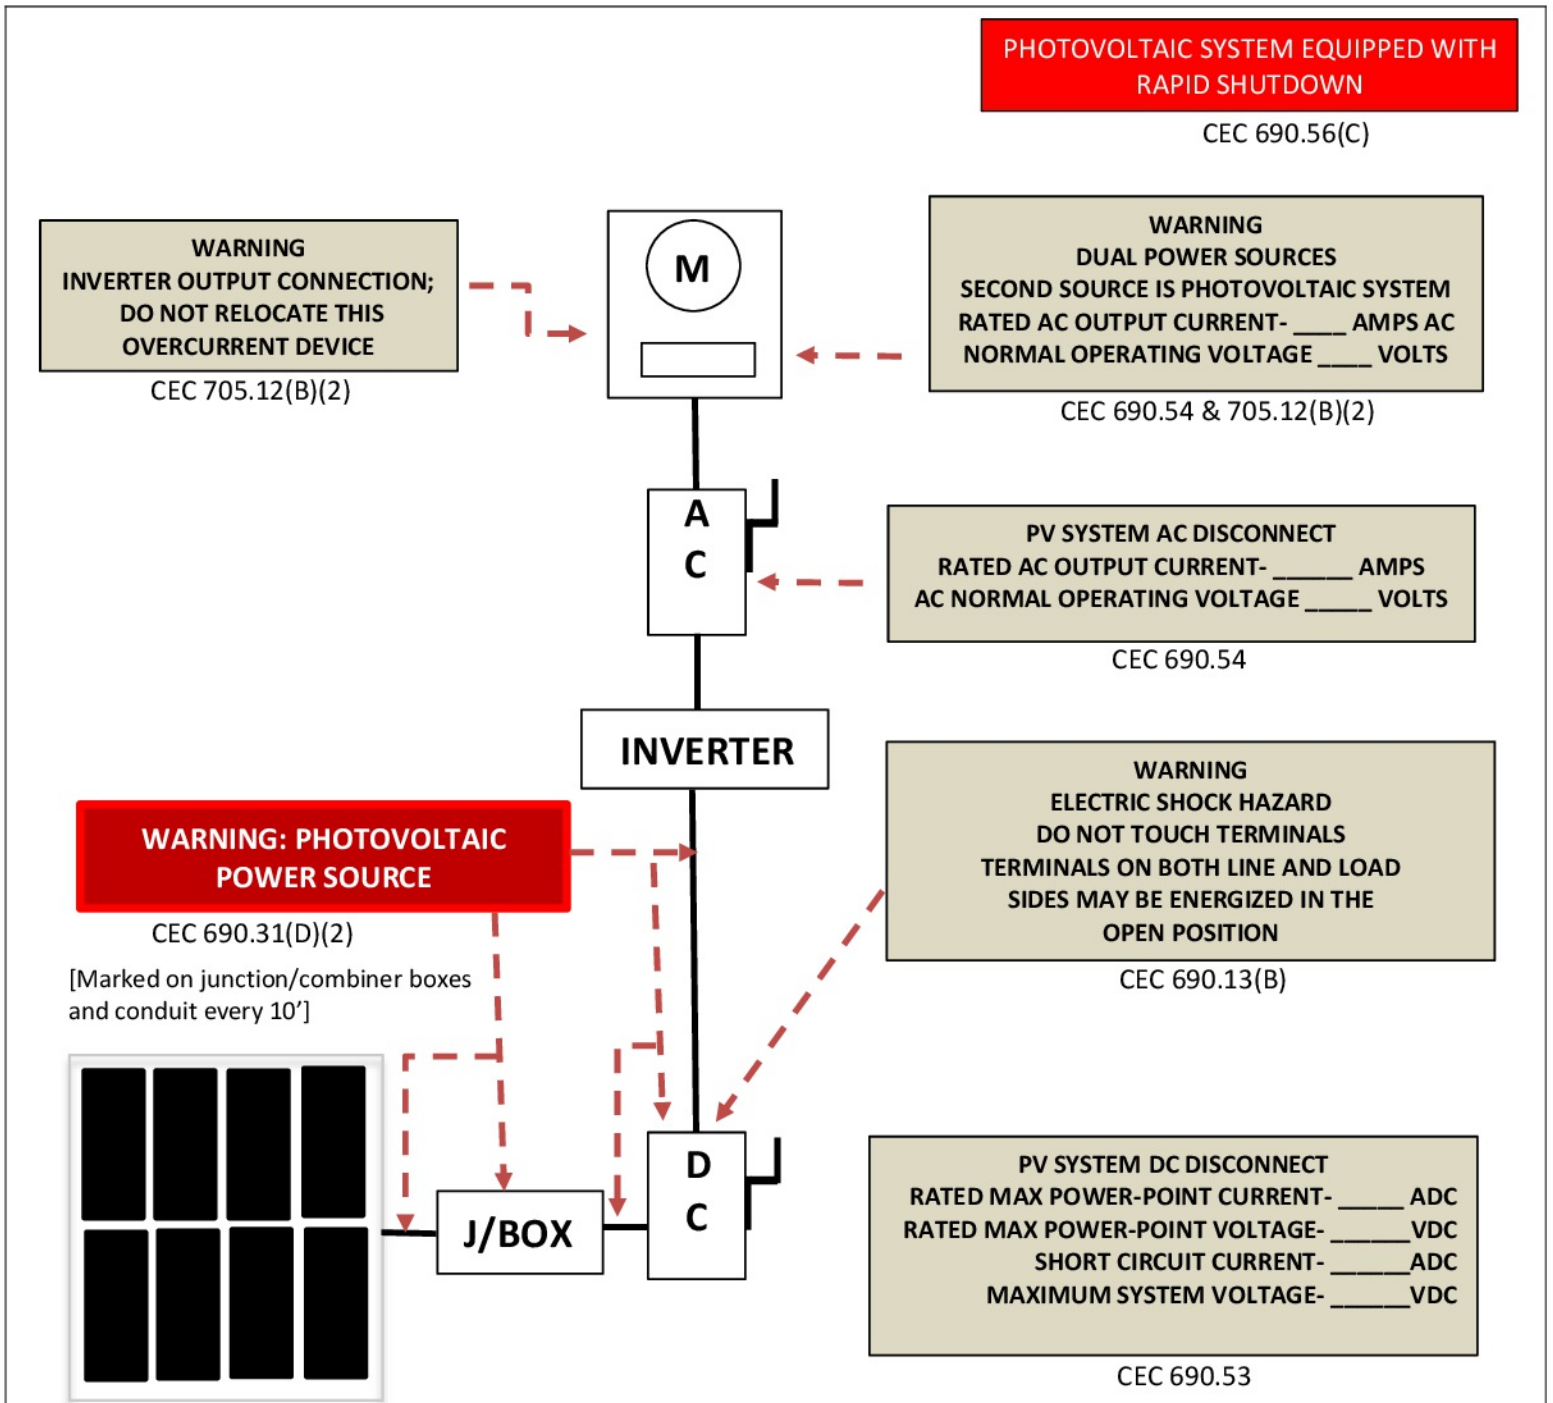 PHOTOVOLTAIC SYSTEM EQUIPPED WITH
RAPID SHUTDOWN
CEC 690.56(C)
WARNING
INVERTER OUTPUT CONNECTION;
DO NOT RELOCATE THIS
OVERCURRENT DEVICE
CEC 705.12(B)(2)
M
WARNING
DUAL POWER SOURCES
SECOND SOURCE IS PHOTOVOLTAIC SYSTEM
RATED AC OUTPUT CURRENT- ____ AMPS AC
NORMAL OPERATING VOLTAGE ____ VOLTS
CEC 690.54 & 705.12(B)(2)
A
C
PV SYSTEM AC DISCONNECT
RATED AC OUTPUT CURRENT- ______ AMPS
AC NORMAL OPERATING VOLTAGE _____ VOLTS
CEC 690.54
INVERTER
WARNING: PHOTOVOLTAIC
POWER SOURCE
CEC 690.31(D)(2)
[Marked on junction/combiner boxes
and conduit every 10’]
WARNING
ELECTRIC SHOCK HAZARD
DO NOT TOUCH TERMINALS
TERMINALS ON BOTH LINE AND LOAD
SIDES MAY BE ENERGIZED IN THE
OPEN POSITION
CEC 690.13(B)
J/BOX
D
C
PV SYSTEM DC DISCONNECT
RATED MAX POWER-POINT CURRENT- _____ ADC
RATED MAX POWER-POINT VOLTAGE- ______VDC
SHORT CIRCUIT CURRENT- ______ADC
MAXIMUM SYSTEM VOLTAGE- ______VDC
CEC 690.53